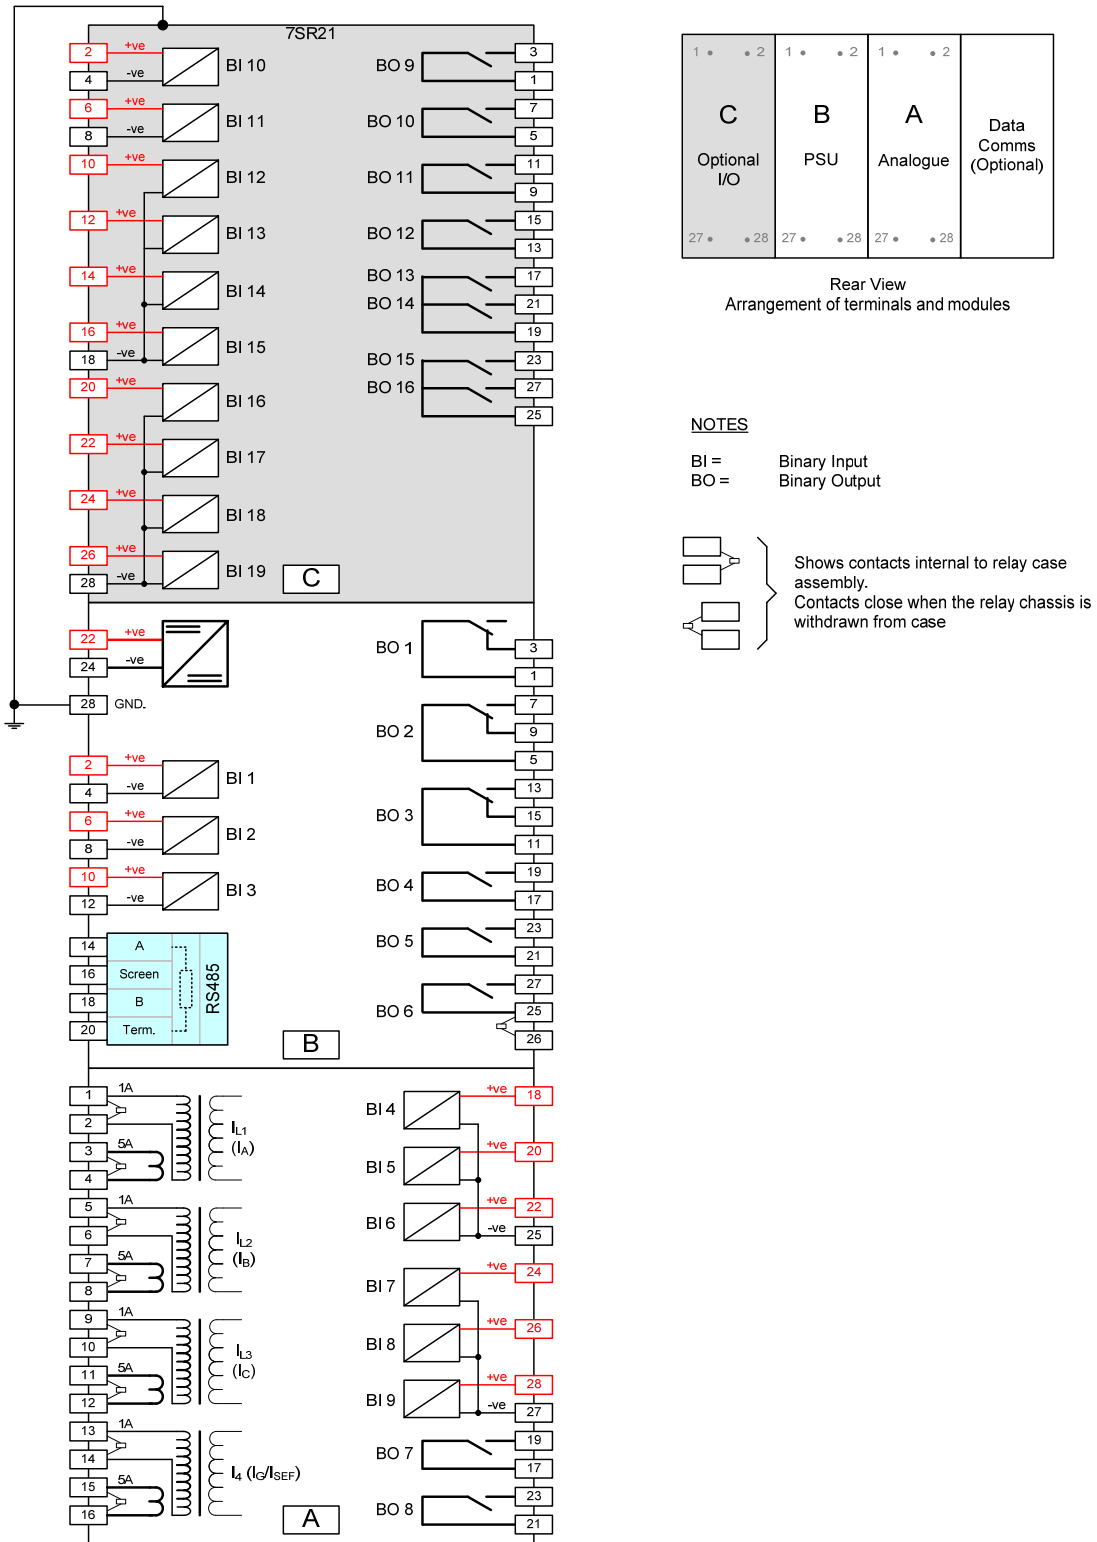 7SR21
2 +ve BI 10 BO 9 3
4 -ve 1
6 +ve BI 11 BO 10 7
8 -ve 5
10 +ve BI 12 BO 11 11
9
12 +ve BI 13 BO 12 15
13
14 +ve BI 14 BO 13 17
BO 14 21
16 +ve BI 15 19
18 -ve BO 15 23
20 +ve BI 16 BO 16 27
25
22 +ve BI 17
24 +ve BI 18
26 +ve BI 19
28 -ve C
22 +ve BO 1 3
24 -ve 1
28 GND. 7
BO 2 9
5
2 +ve BI 1 13
4 -ve
6 +ve BI 2 BO 3 15
8 -ve 11
10 +ve BI 3 BO 4 19
12 -ve 17
14 A RS485 BO 5 23
21
16 Screen 27
18 B BO 6 25
20 Term. B 26
1 1A BI 4 +ve 18
2 IL1
3 5A (IA) BI 5 +ve 20
4
5 1A BI 6 +ve 22
6 IL2 -ve 25
7 5A (IB) BI 7 +ve 24
8
9 1A BI 8 +ve 26
10 IL3
11 5A (IC) BI 9 +ve 28
12 -ve 27
13 1A BO 7 19
14 I4 (IG/ISEF) 17
15 5A BO 8 23
16 A 21
1 2 1 2 1 2
C B A Data
Comms
(Optional)
Optional
I/O
PSU
Analogue
27 28 27 28 27 28
Rear View
Arrangement of terminals and modules
NOTES
BI = Binary Input
BO = Binary Output
Shows contacts internal to relay case
assembly.
Contacts close when the relay chassis is
withdrawn from case